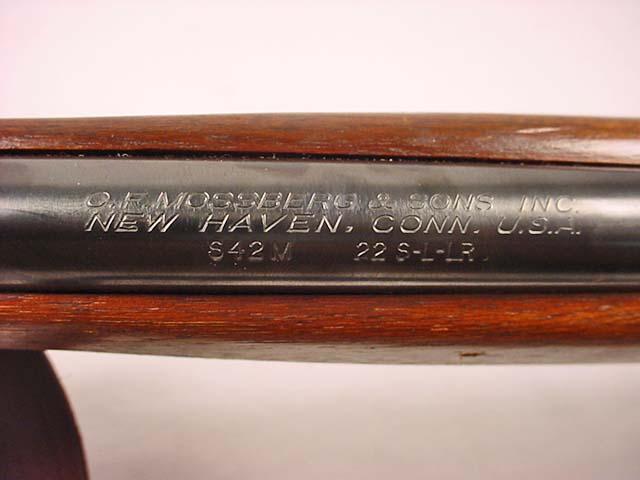 O.F. MOSSBERG & SONS INC.
NEW HAVEN, CONN. U.S.A.
S42M 22 S-L-LR.